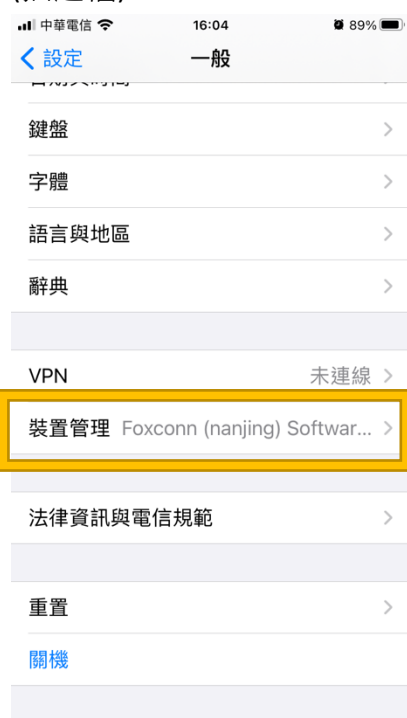 中華電信 16:04 89%
設定 一般
鍵盤
字體
語言與地區
辭典
VPN 未連線
裝置管理 Foxconn (nanjing) Softwar...
法律資訊與電信規範
重置
關機